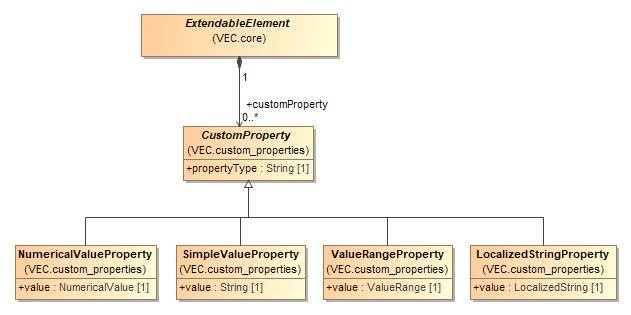 ExtendableElement
(VEC.core)
1
+customProperty
0..*
CustomProperty
(VEC.custom_properties)
+propertyType : String [1]
NumericalValueProperty
(VEC.custom_properties)
+value : NumericalValue [1]
SimpleValueProperty
(VEC.custom_properties)
+value : String [1]
ValueRangeProperty
(VEC.custom_properties)
+value : ValueRange [1]
LocalizedStringProperty
(VEC.custom_properties)
+value : LocalizedString [1]